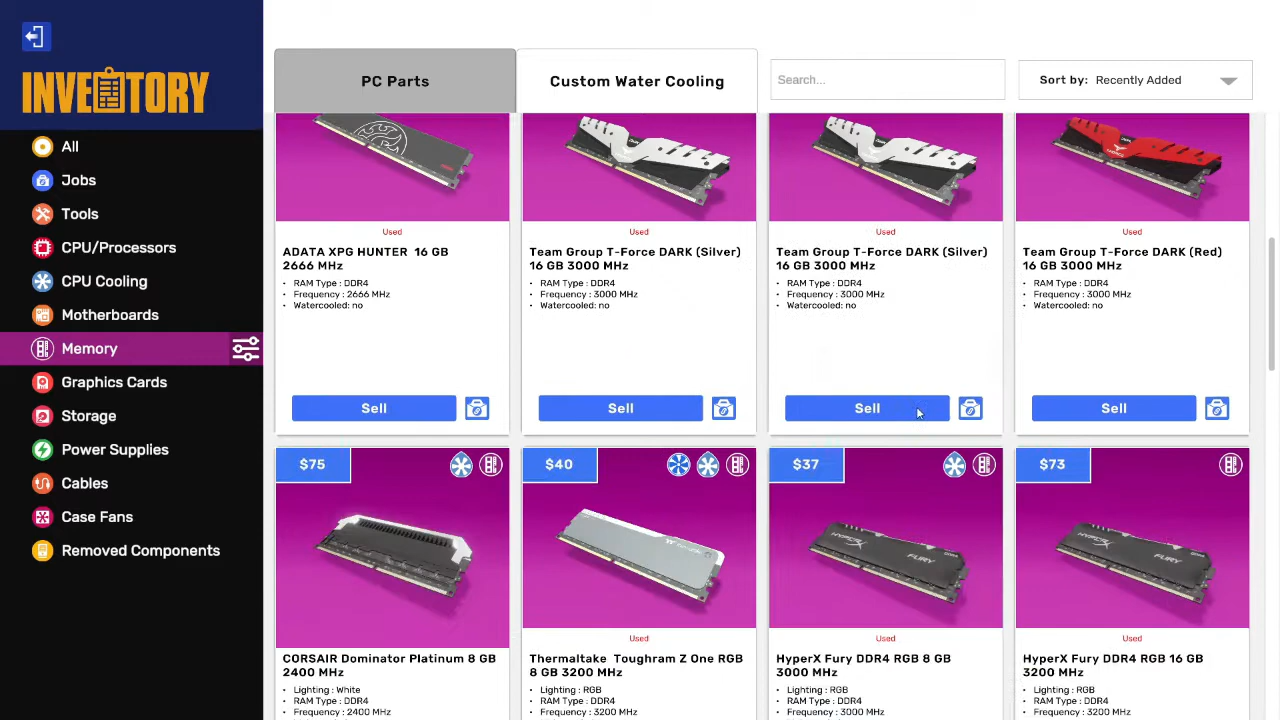 INVENTORY
All
Jobs
Tools
CPU/Processors
CPU Cooling
Motherboards
Memory
Graphics Cards
Storage
Power Supplies
Cables
Case Fans
Removed Components
PC Parts
Custom Water Cooling
Search...
Sort by: Recently Added
Used
ADATA XPG HUNTER 16 GB
2666 MHz
• RAM Type : DDR4
• Frequency : 2666 MHz
• Watercooled: no
Sell
Used
Team Group T-Force DARK (Silver)
16 GB 3000 MHz
• RAM Type : DDR4
• Frequency : 3000 MHz
• Watercooled: no
Sell
Used
Team Group T-Force DARK (Silver)
16 GB 3000 MHz
• RAM Type : DDR4
• Frequency : 3000 MHz
• Watercooled: no
Sell
Used
Team Group T-Force DARK (Red)
16 GB 3000 MHz
• RAM Type : DDR4
• Frequency : 3000 MHz
• Watercooled: no
Sell
$75
CORSAIR Dominator Platinum 8 GB
2400 MHz
• Lighting : White
• RAM Type : DDR4
• Frequency : 2400 MHz
$40
Used
Thermaltake Toughram Z One RGB
8 GB 3200 MHz
• Lighting : RGB
• RAM Type : DDR4
• Frequency : 3200 MHz
$37
HYPERX
FURY
Used
HyperX Fury DDR4 RGB 8 GB
3000 MHz
• Lighting : RGB
• RAM Type : DDR4
• Frequency : 3000 MHz
$73
HYPERX
FURY
Used
HyperX Fury DDR4 RGB 16 GB
3200 MHz
• Lighting : RGB
• RAM Type : DDR4
• Frequency : 3200 MHz